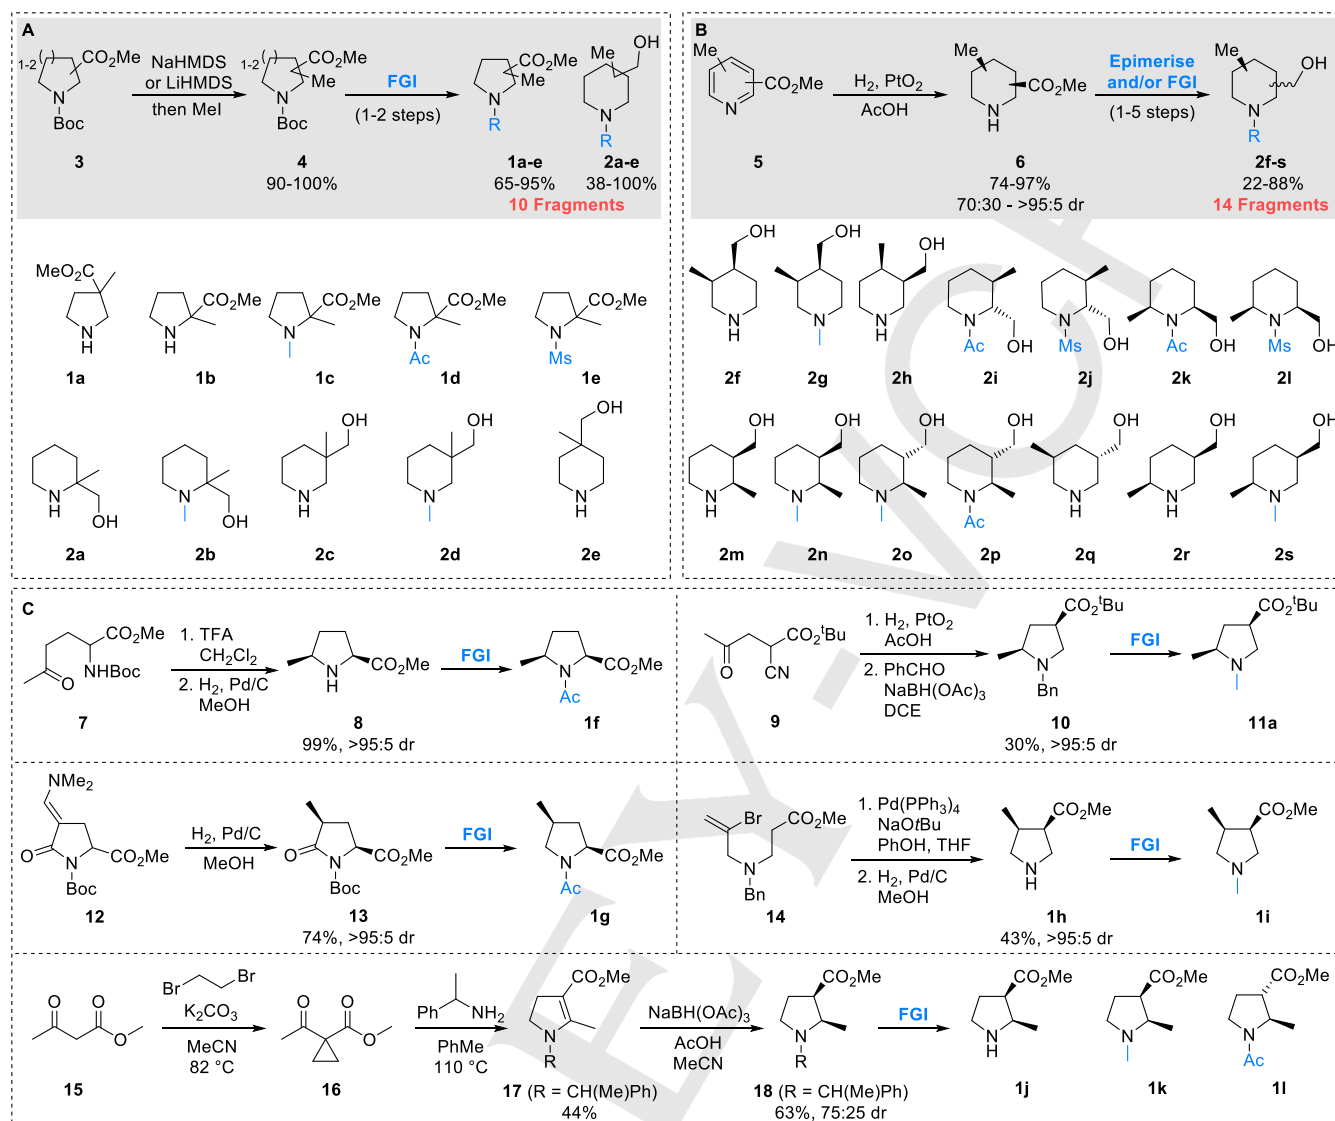 A
1-2
CO2Me
N
Boc
3
NaHMDS
or LiHMDS
then MeI
1-2
CO2Me
Me
N
Boc
4
90-100%
FGI
(1-2 steps)
CO2Me
Me
N
R
1a-e
65-95%
OH
Me
N
R
2a-e
38-100%
10 Fragments
MeO2C
N
H
1a
CO2Me
N
H
1b
CO2Me
N
1c
CO2Me
N
Ac
1d
CO2Me
N
Ms
1e
N
H
OH
2a
N
OH
2b
OH
N
H
2c
OH
N
2d
OH
N
H
2e
B
Me
CO2Me
N
5
H2, PtO2
AcOH
Me
CO2Me
N
H
6
74-97%
70:30 - >95:5 dr
Epimerise
and/or FGI
(1-5 steps)
Me
OH
N
R
2f-s
22-88%
14 Fragments
OH
N
H
2f
OH
N
2g
OH
N
H
2h
N
Ac
OH
2i
N
Ms
OH
2j
N
Ac
OH
2k
N
Ms
OH
2l
OH
N
H
2m
OH
N
2n
OH
N
2o
OH
N
Ac
2p
OH
N
H
2q
OH
N
H
2r
OH
N
2s
C
CO2Me
NHBoc
O
7
1. TFA
CH2Cl2
2. H2, Pd/C
MeOH
CO2Me
N
H
8
99%, >95:5 dr
FGI
CO2Me
N
Ac
1f
CO2tBu
O
CN
9
1. H2, PtO2
AcOH
2. PhCHO
NaBH(OAc)3
DCE
CO2tBu
N
Bn
10
30%, >95:5 dr
FGI
CO2tBu
N
11a
NMe2
O
N
CO2Me
Boc
12
H2, Pd/C
MeOH
O
N
CO2Me
Boc
13
74%, >95:5 dr
FGI
CO2Me
N
Ac
1g
Br
CO2Me
N
Bn
14
1. Pd(PPh3)4
NaOtBu
PhOH, THF
2. H2, Pd/C
MeOH
CO2Me
N
H
1h
43%, >95:5 dr
FGI
CO2Me
N
1i
O
O
O
15
Br
Br
K2CO3
MeCN
82 °C
O
O
O
16
Ph
NH2
PhMe
110 °C
CO2Me
N
R
17 (R = CH(Me)Ph)
44%
NaBH(OAc)3
AcOH
MeCN
CO2Me
N
R
18 (R = CH(Me)Ph)
63%, 75:25 dr
FGI
CO2Me
N
H
1j
CO2Me
N
1k
CO2Me
N
Ac
1l